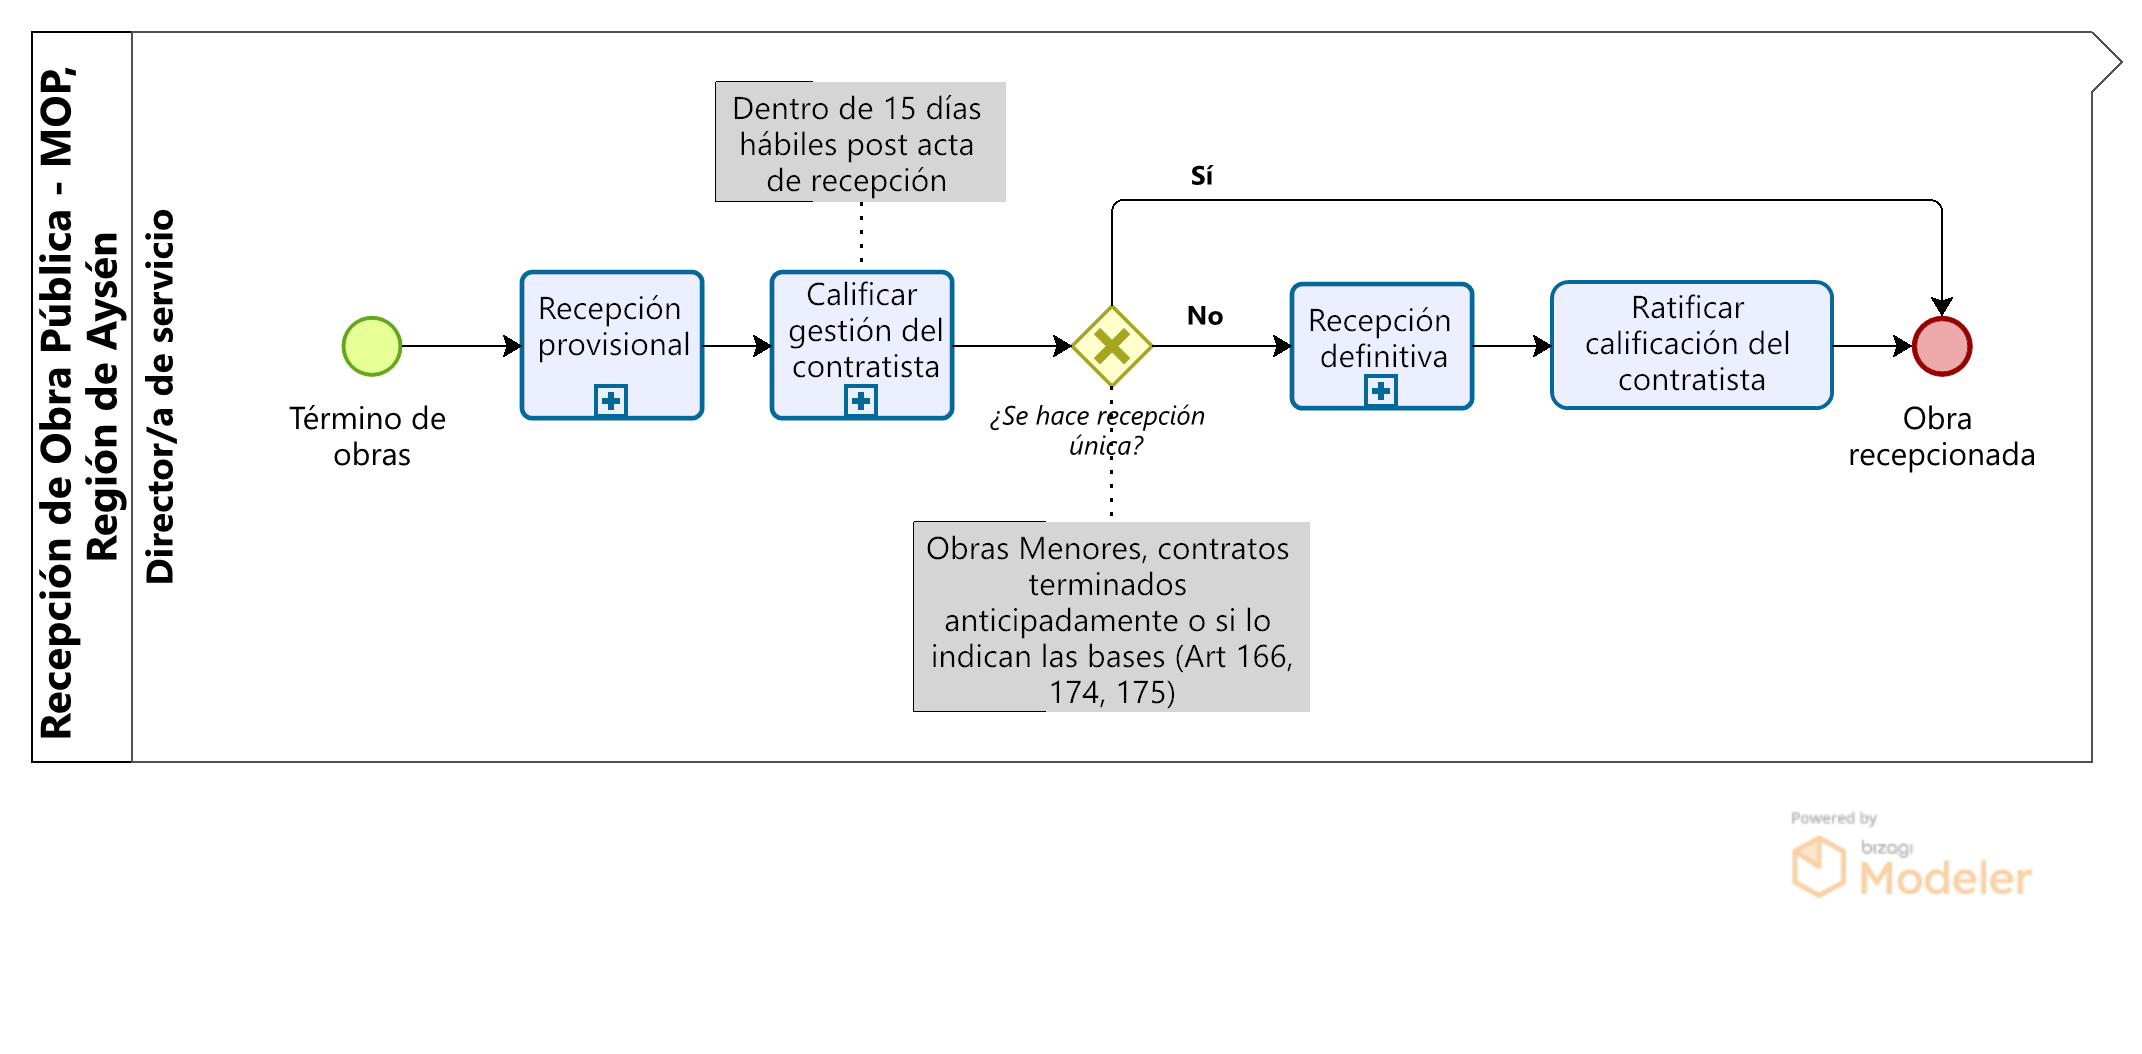 Recepción de Obra Pública - MOP,
Región de Aysén
Director/a de servicio
Dentro de 15 días
hábiles post acta
de recepción
Sí
Término de
obras
Recepción
provisional
Calificar
gestión del
contratista
No
¿Se hace recepción
única?
Recepción
definitiva
Ratificar
calificación del
contratista
Obra
recepcionada
Obras Menores, contratos
terminados
anticipadamente o si lo
indican las bases (Art 166,
174, 175)
Powered by
bizagi
Modeler